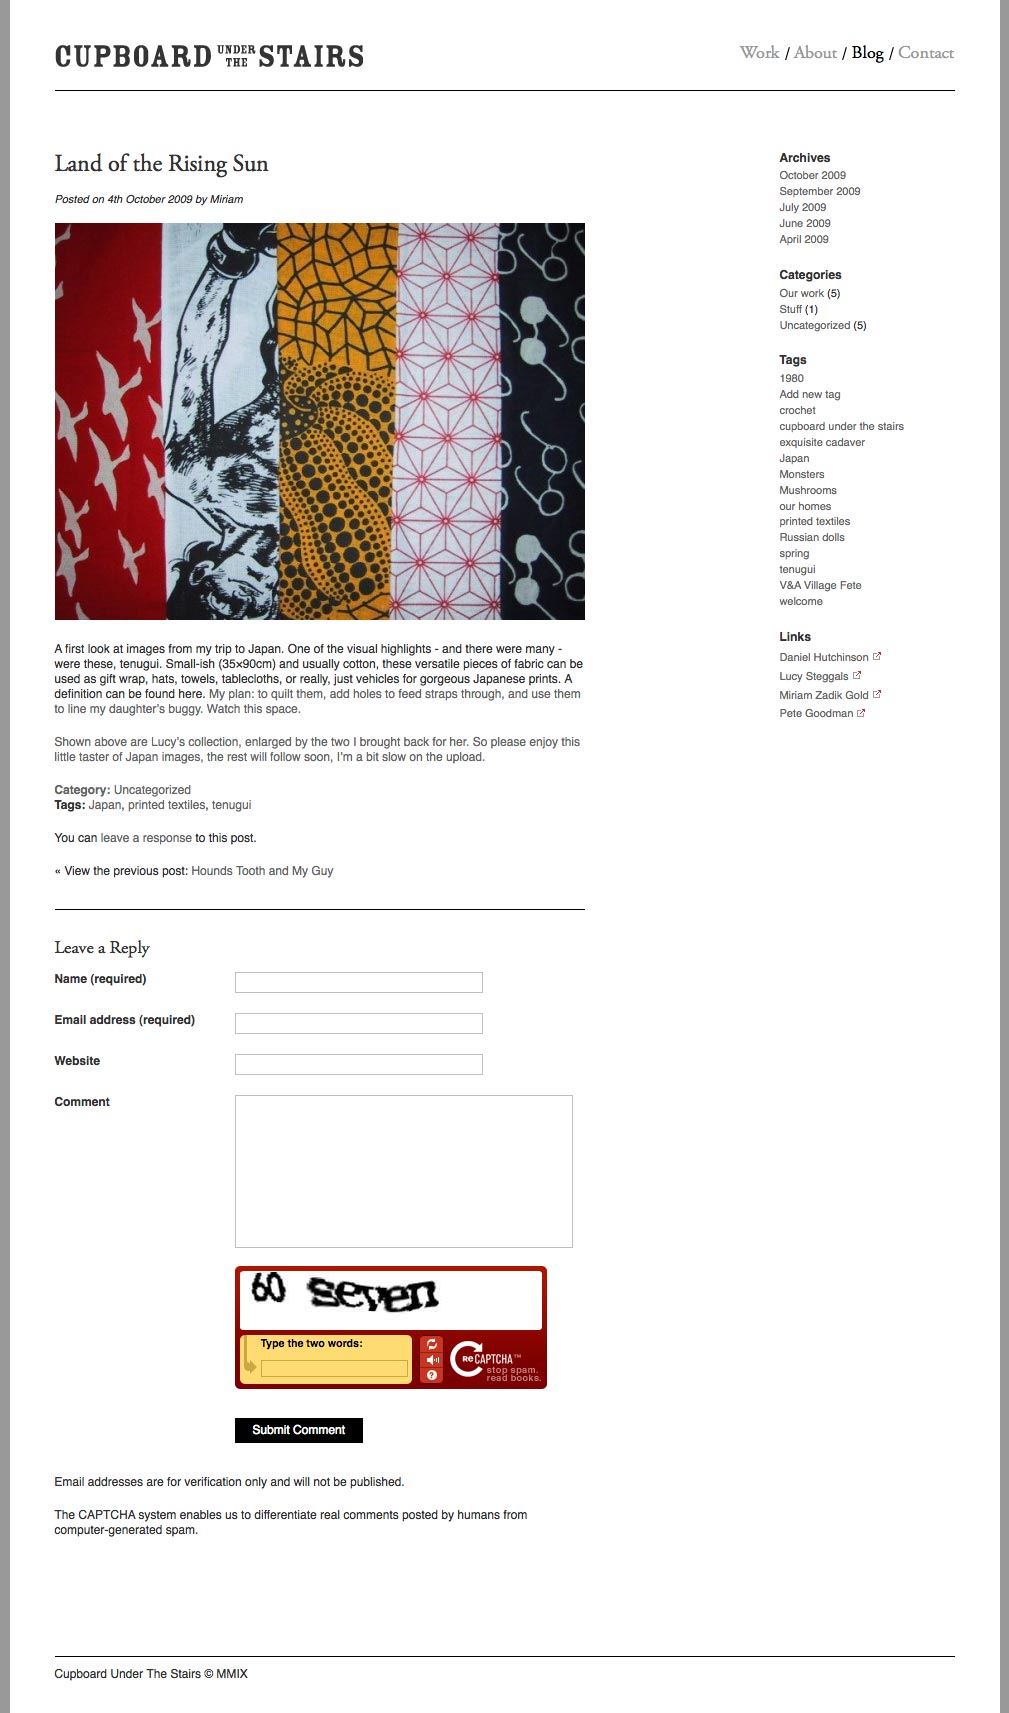 CUPBOARD UNDER THE STAIRS
Work / About / Blog / Contact
Land of the Rising Sun
Posted on 4th October 2009 by Miriam
A first look at images from my trip to Japan. One of the visual highlights - and there were many -
were these, tenugui. Small-ish (35×90cm) and usually cotton, these versatile pieces of fabric can be
used as gift wrap, hats, towels, tablecloths, or really, just vehicles for gorgeous Japanese prints. A
definition can be found here. My plan: to quilt them, add holes to feed straps through, and use them
to line my daughter's buggy. Watch this space.
Shown above are Lucy's collection, enlarged by the two I brought back for her. So please enjoy this
little taster of Japan images, the rest will follow soon, I'm a bit slow on the upload.
Category: Uncategorized
Tags: Japan, printed textiles, tenugui
You can leave a response to this post.
« View the previous post: Hounds Tooth and My Guy
Leave a Reply
Name (required)
Email address (required)
Website
Comment
60 seven
Type the two words:
ReCAPTCHA™
stop spam.
read books.
Submit Comment
Email addresses are for verification only and will not be published.
The CAPTCHA system enables us to differentiate real comments posted by humans from
computer-generated spam.
Archives
October 2009
September 2009
July 2009
June 2009
April 2009
Categories
Our work (5)
Stuff (1)
Uncategorized (5)
Tags
1980
Add new tag
crochet
cupboard under the stairs
exquisite cadaver
Japan
Monsters
Mushrooms
our homes
printed textiles
Russian dolls
spring
tenugui
V&A Village Fete
welcome
Links
Daniel Hutchinson
Lucy Steggals
Miriam Zadik Gold
Pete Goodman
Cupboard Under The Stairs © MMIX